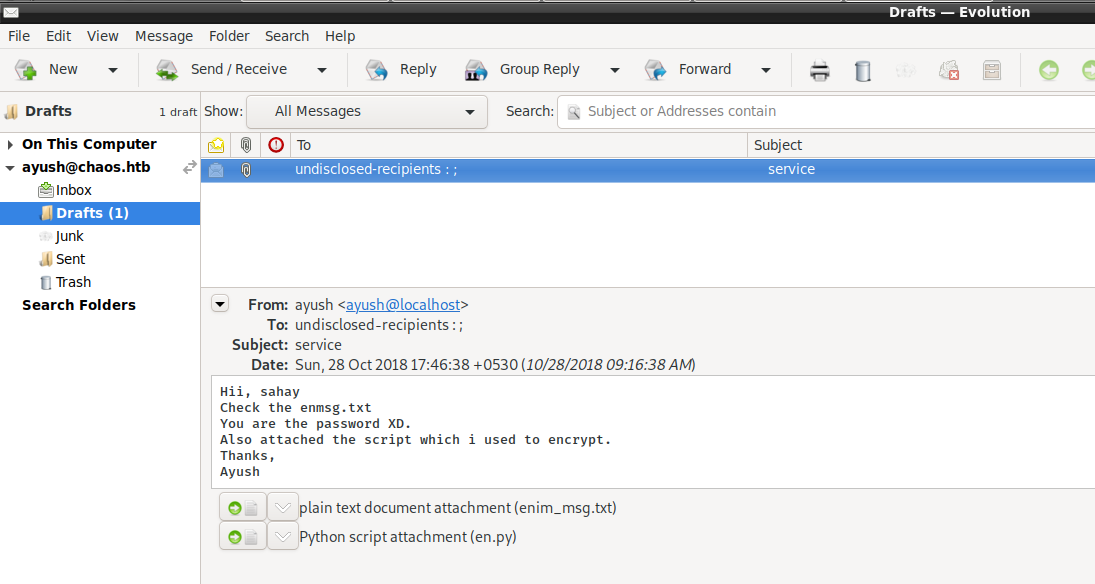 Drafts — Evolution
File Edit View Message Folder Search Help
New Send / Receive Reply Group Reply Forward
Drafts 1 draft Show: All Messages Search: Subject or Addresses contain
On This Computer
ayush@chaos.htb
Inbox
Drafts (1)
Junk
Sent
Trash
Search Folders
To Subject
undisclosed-recipients : ; service
From: ayush <ayush@localhost>
To: undisclosed-recipients : ;
Subject: service
Date: Sun, 28 Oct 2018 17:46:38 +0530 (10/28/2018 09:16:38 AM)
Hii, sahay
Check the enmsg.txt
You are the password XD.
Also attached the script which i used to encrypt.
Thanks,
Ayush
plain text document attachment (enim_msg.txt)
Python script attachment (en.py)